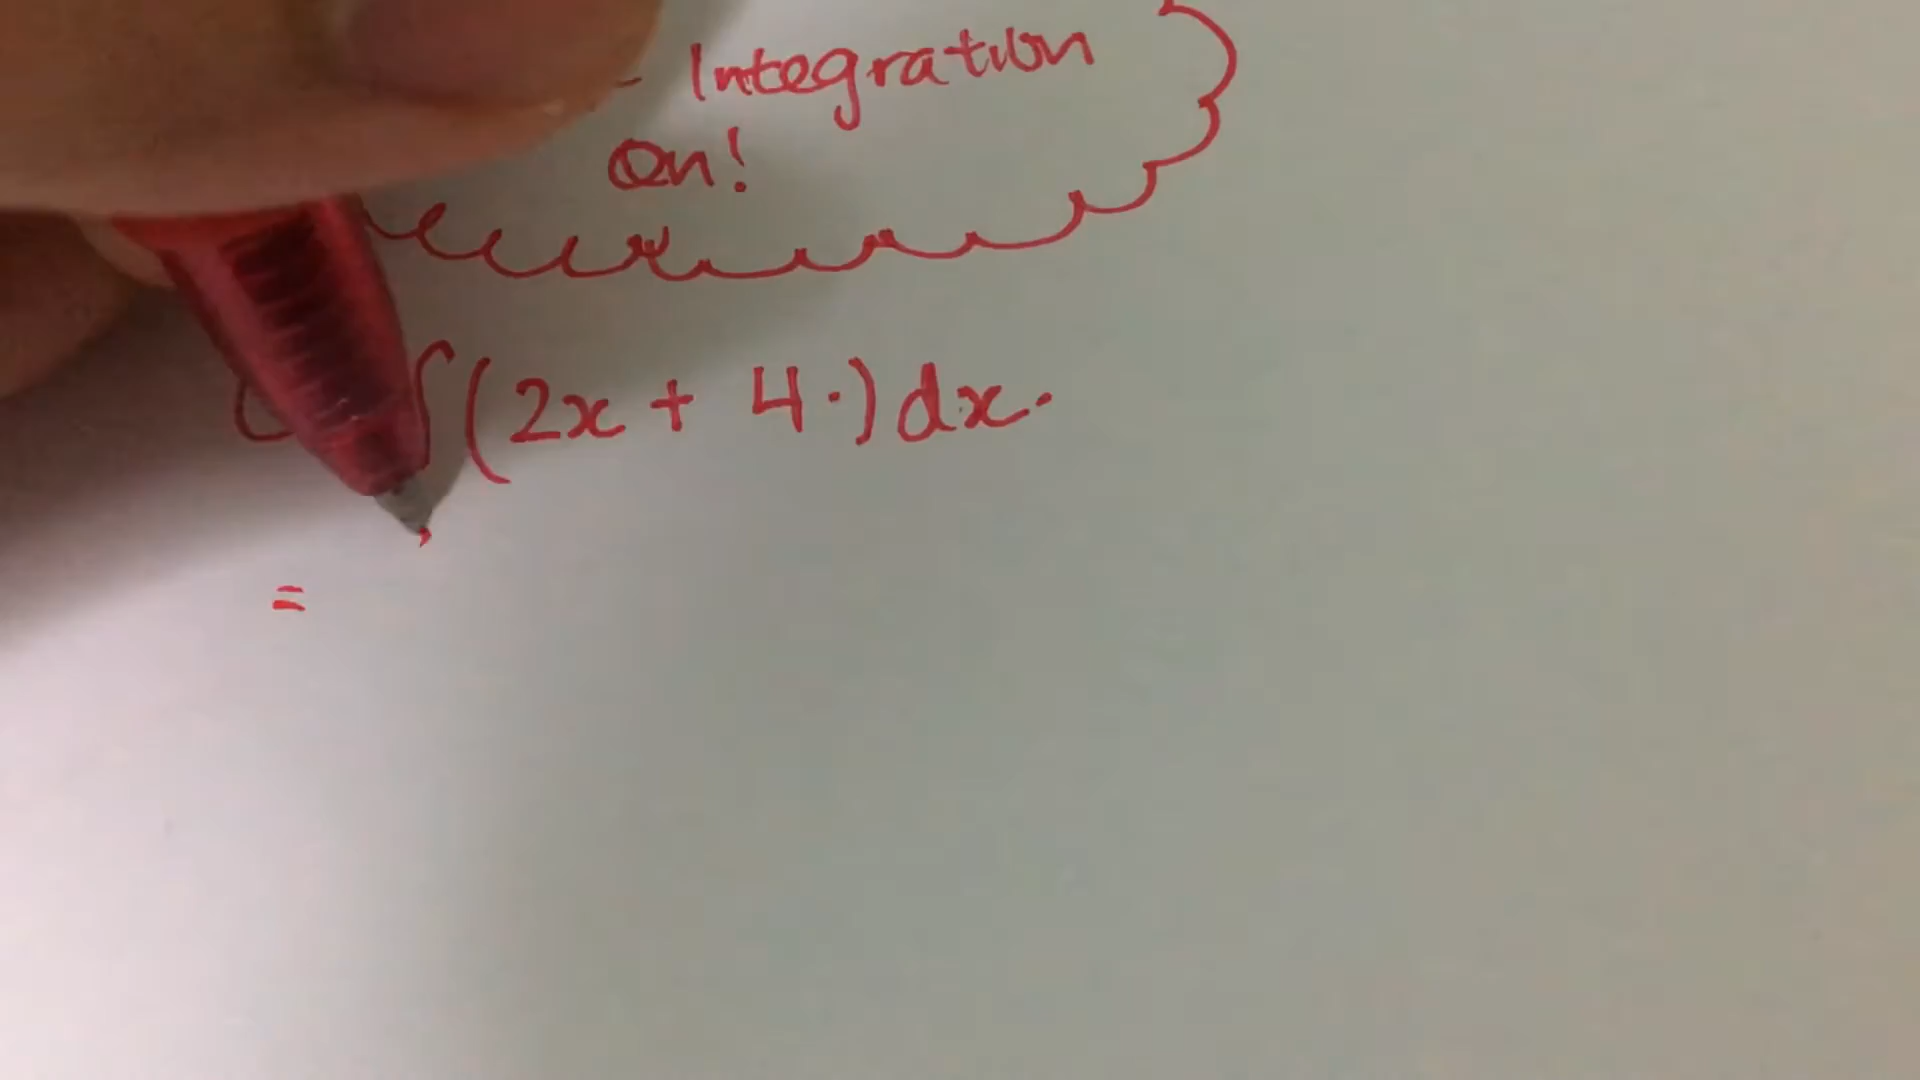 - Integration
On!
∫(2x + 4.) dx.
=